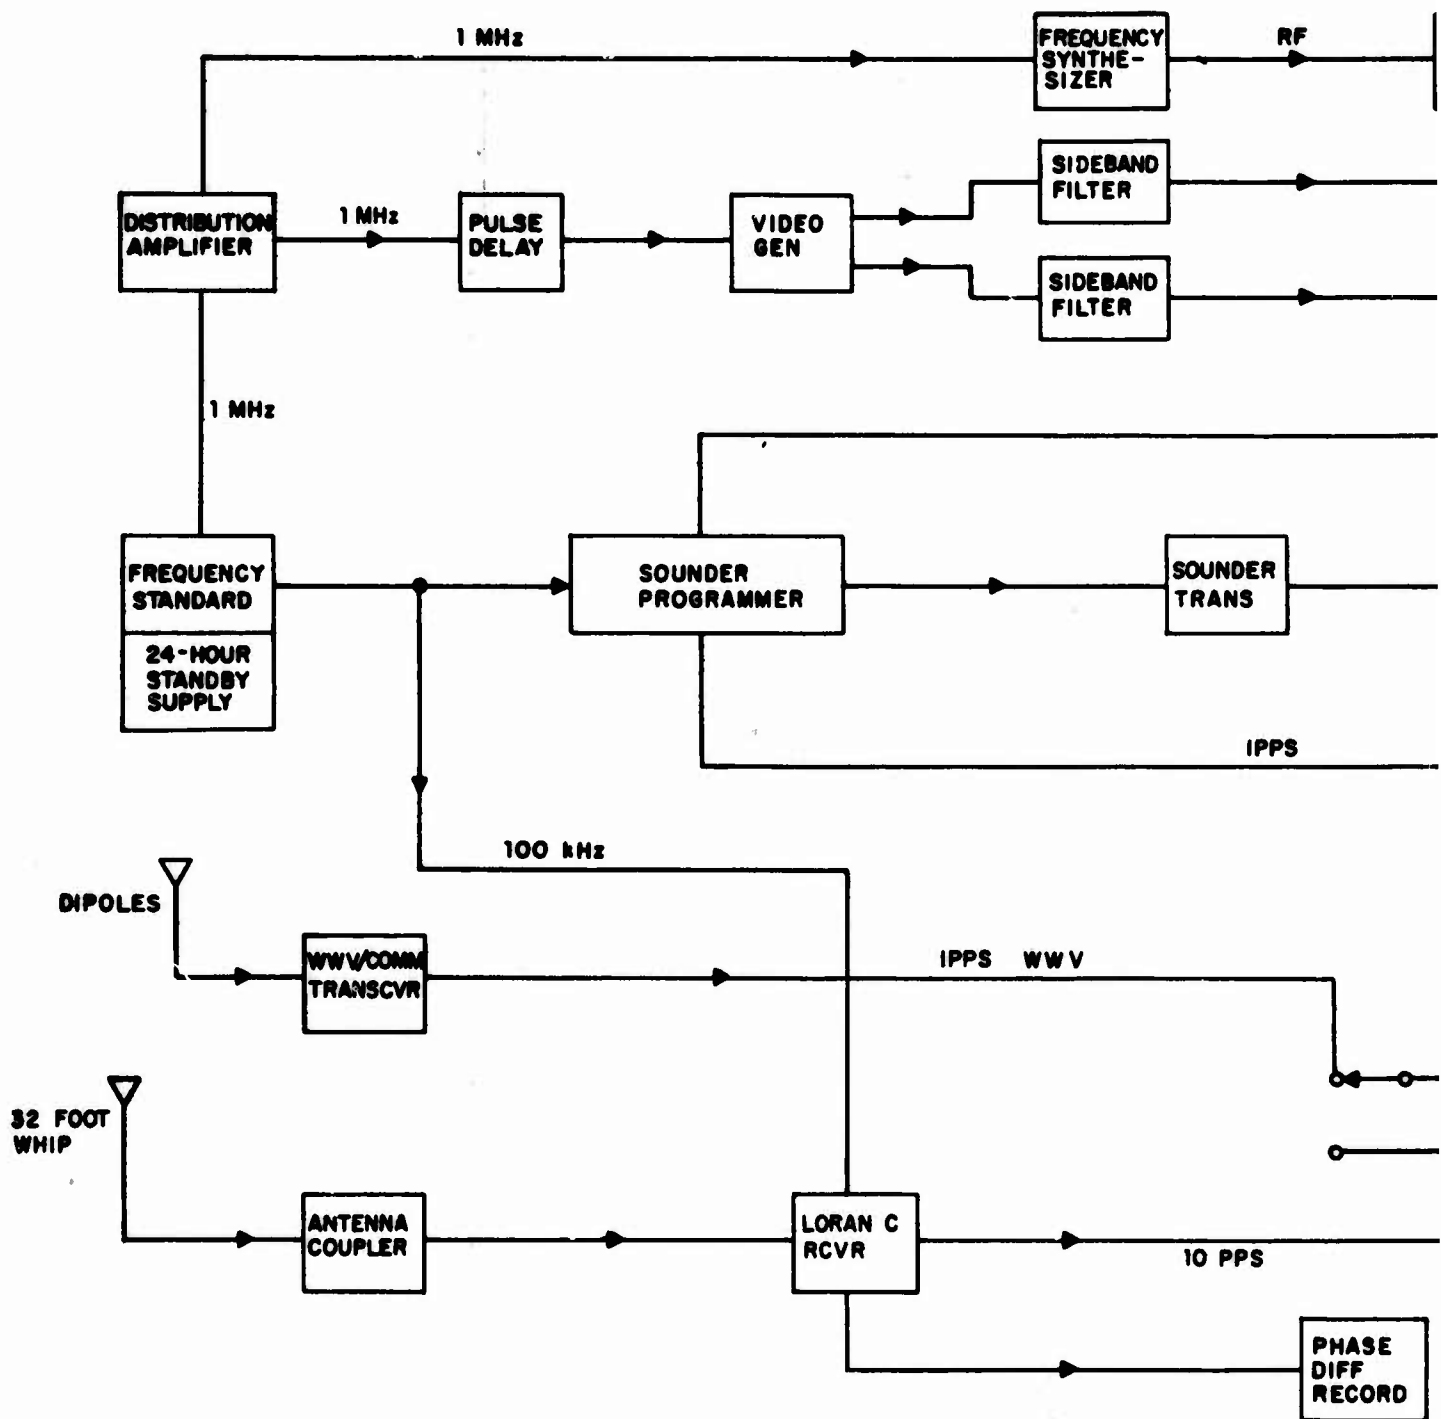 1 MHz
FREQUENCY
SYNTHE-
SIZER
RF
SIDEBAND
FILTER
DISTRIBUTION
AMPLIFIER
1 MHz
PULSE
DELAY
VIDEO
GEN
SIDEBAND
FILTER
1 MHz
FREQUENCY
STANDARD
24-HOUR
STANDBY
SUPPLY
SOUNDER
PROGRAMMER
SOUNDER
TRANS
1PPS
100 kHz
DIPOLES
WWV/COMM
TRANSCVR
1PPS WWV
32 FOOT
WHIP
ANTENNA
COUPLER
LORAN C
RCVR
10 PPS
PHASE
DIFF
RECORD